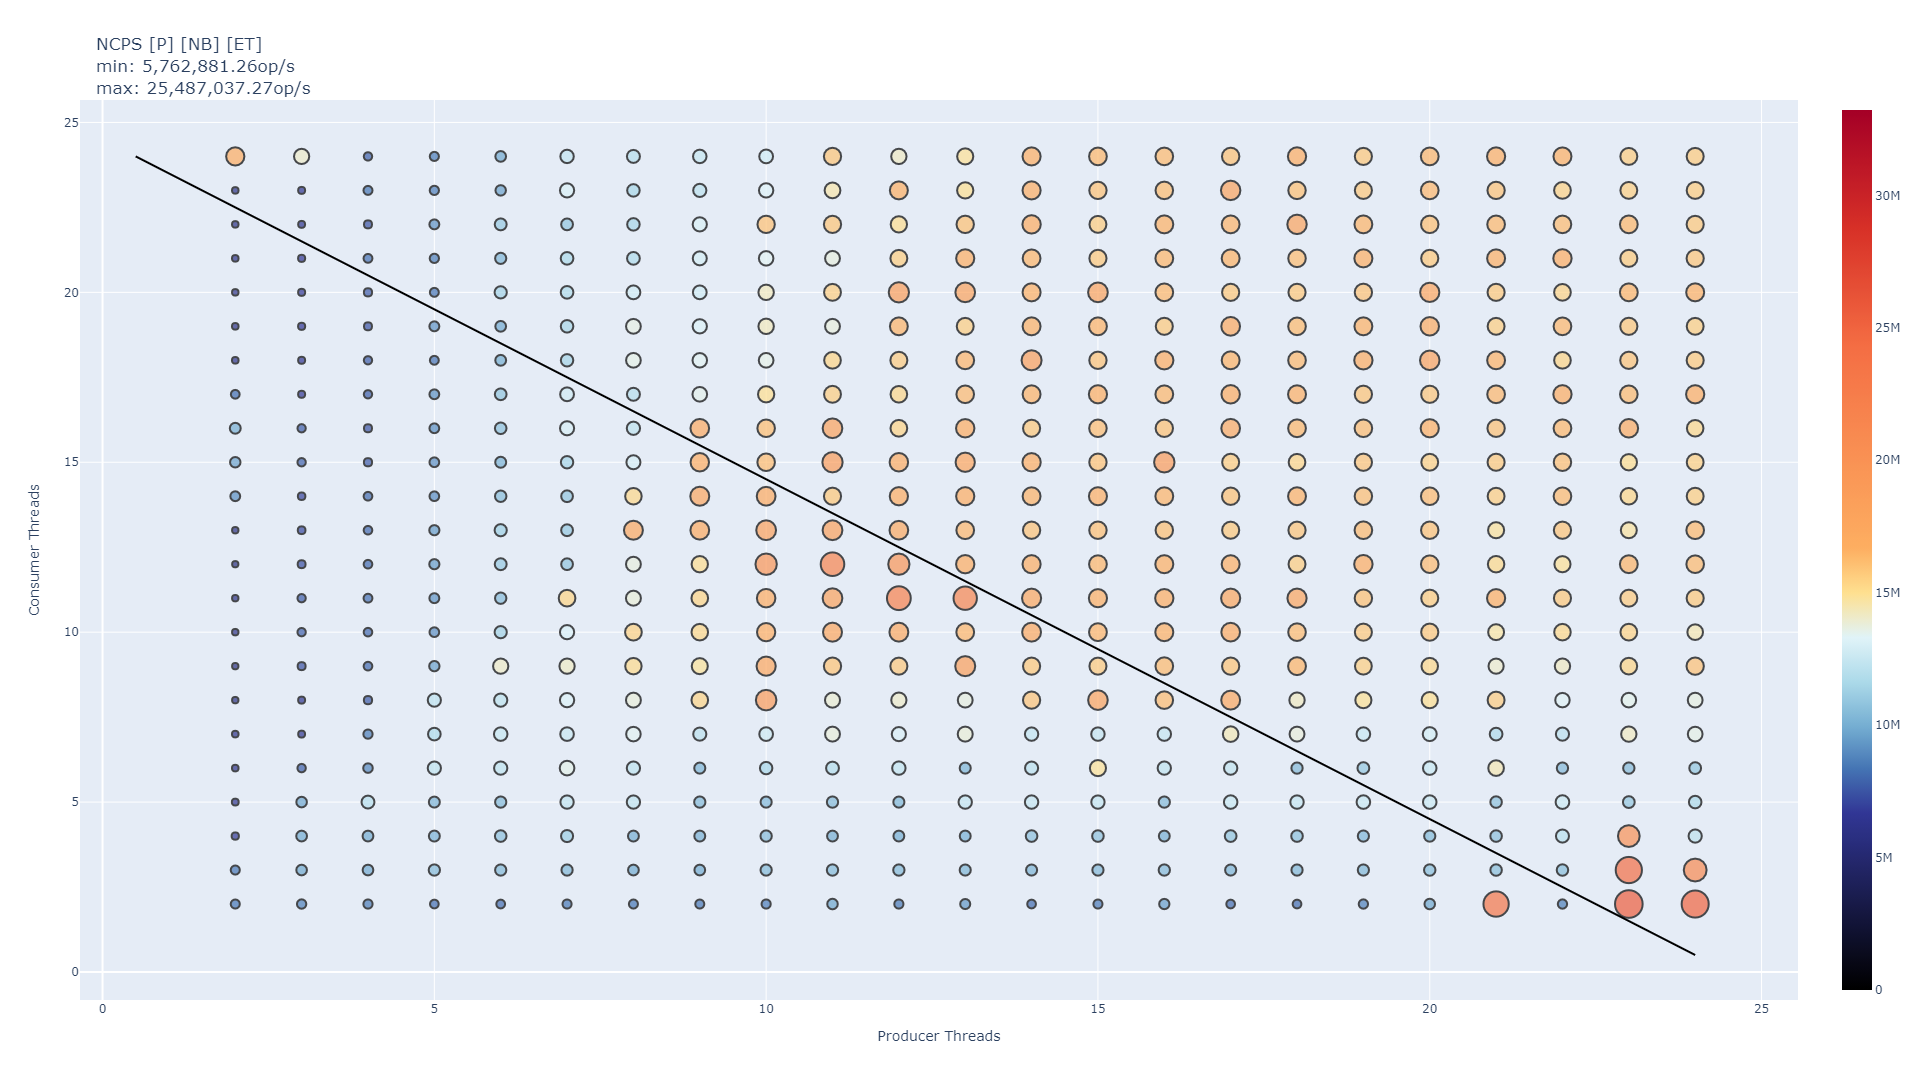 NCPS [P] [NB] [ET]
min: 5,762,881.26op/s
max: 25,487,037.27op/s
25
20
15
10
5
0
Consumer Threads
0
5
10
15
20
25
Producer Threads
30M
25M
20M
15M
10M
5M
0